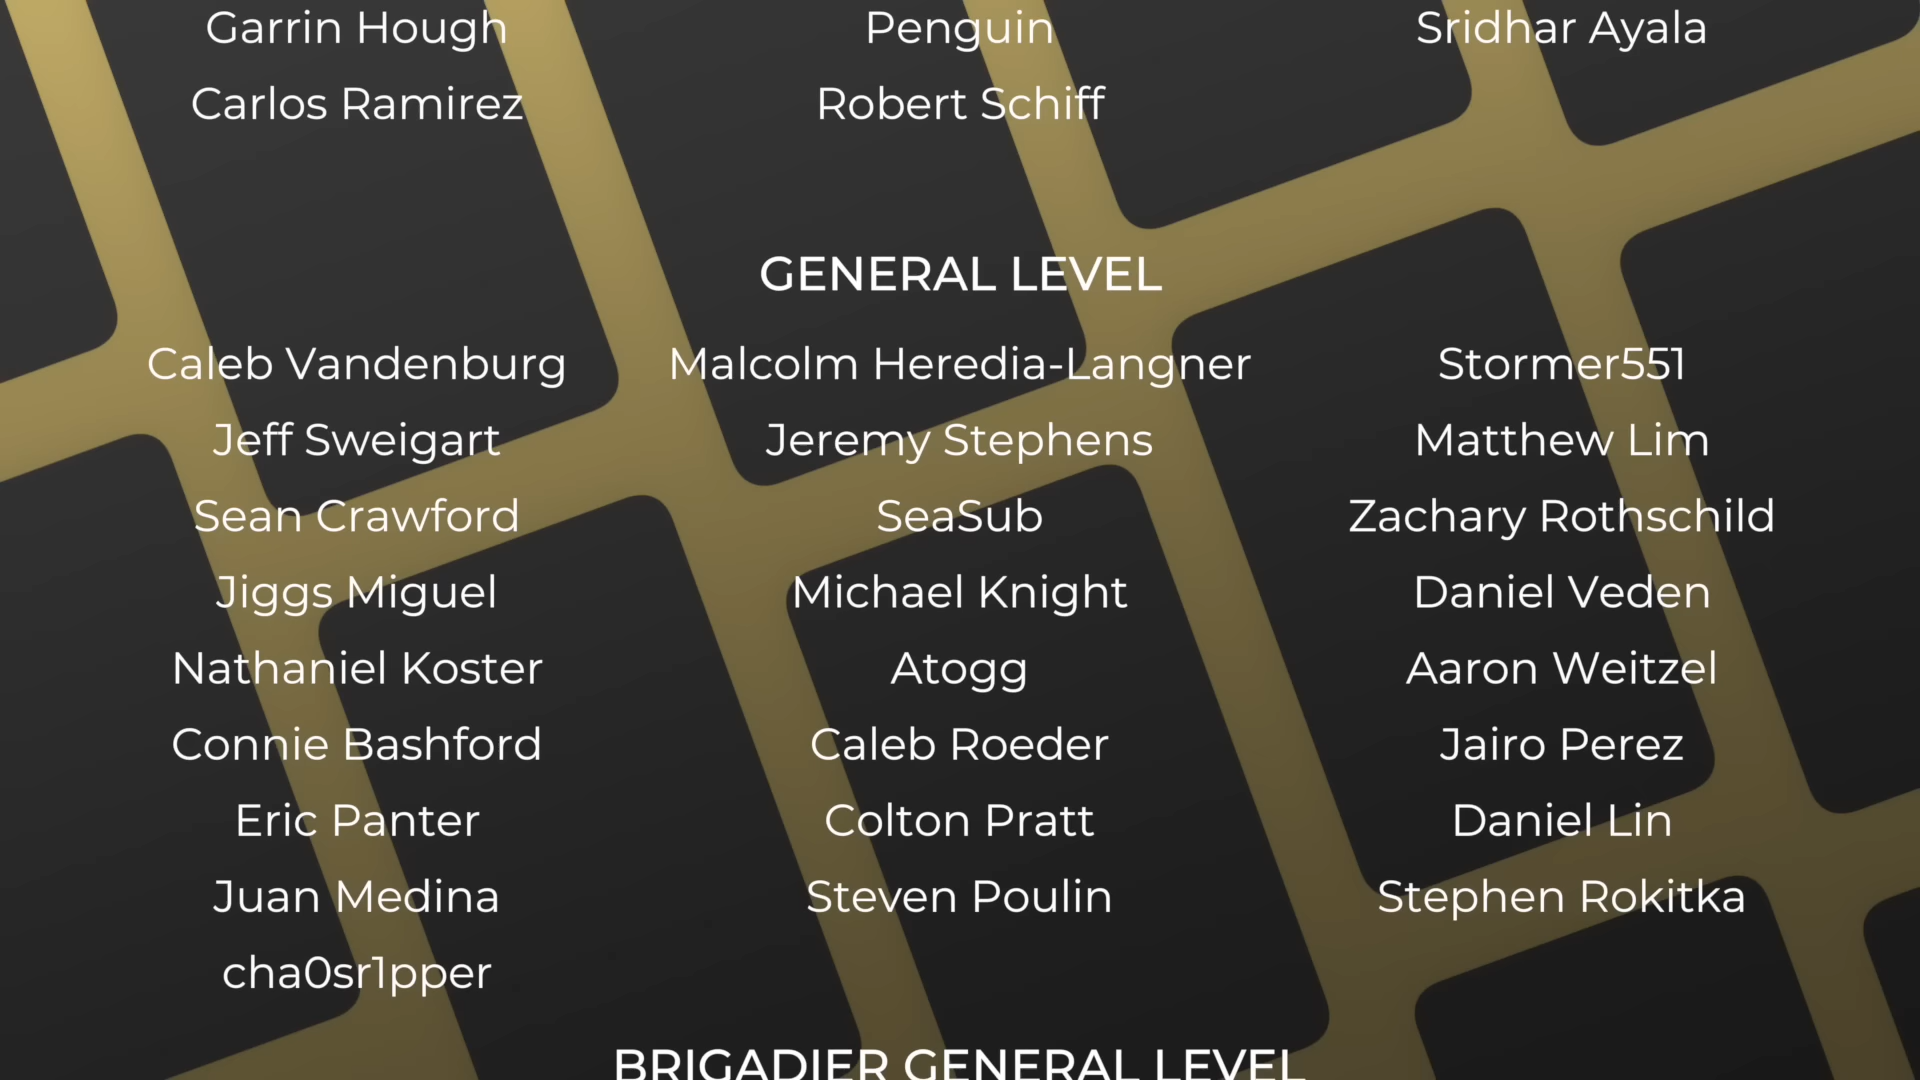 Garrin Hough Penguin Sridhar Ayala
Carlos Ramirez Robert Schiff
GENERAL LEVEL
Caleb Vandenburg Malcolm Heredia-Langner Stormer551
Jeff Sweigart Jeremy Stephens Matthew Lim
Sean Crawford SeaSub Zachary Rothschild
Jiggs Miguel Michael Knight Daniel Veden
Nathaniel Koster Atogg Aaron Weitzel
Connie Bashford Caleb Roeder Jairo Perez
Eric Panter Colton Pratt Daniel Lin
Juan Medina Steven Poulin Stephen Rokitka
cha0sr1pper
BRIGADIER GENERAL LEVEL